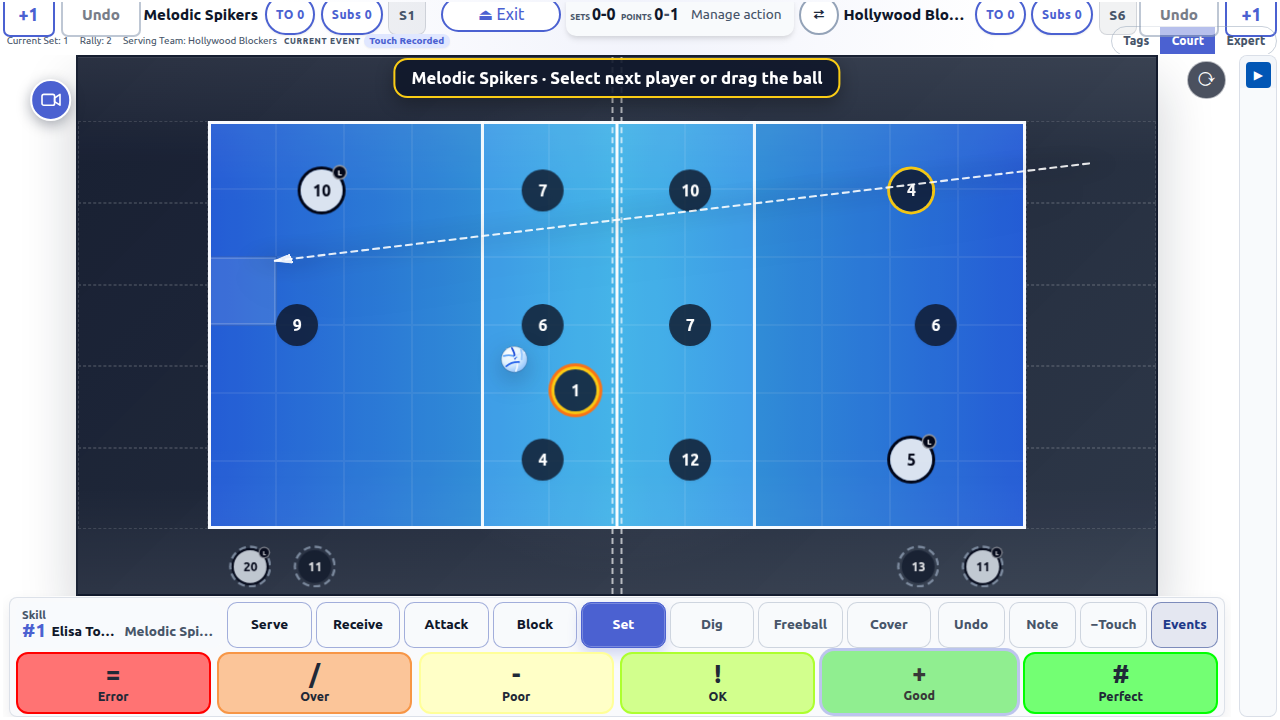 +1 Undo Melodic Spikers TO 0 Subs 0 S1 ⏏ Exit SETS 0-0 POINTS 0-1 Manage action ⇄ Hollywood Blo... TO 0 Subs 0 S6 Undo +1
Current Set: 1 Rally: 2 Serving Team: Hollywood Blockers CURRENT EVENT Touch Recorded Tags Court Expert
Melodic Spikers · Select next player or drag the ball
10 L 7 10 4
9 6 7 6
1
4 12 5 L
20 L 11 13 11 L
Skill
#1 Elisa To... Melodic Spi... Serve Receive Attack Block Set Dig Freeball Cover Undo Note −Touch Events
= / - ! + #
Error Over Poor OK Good Perfect